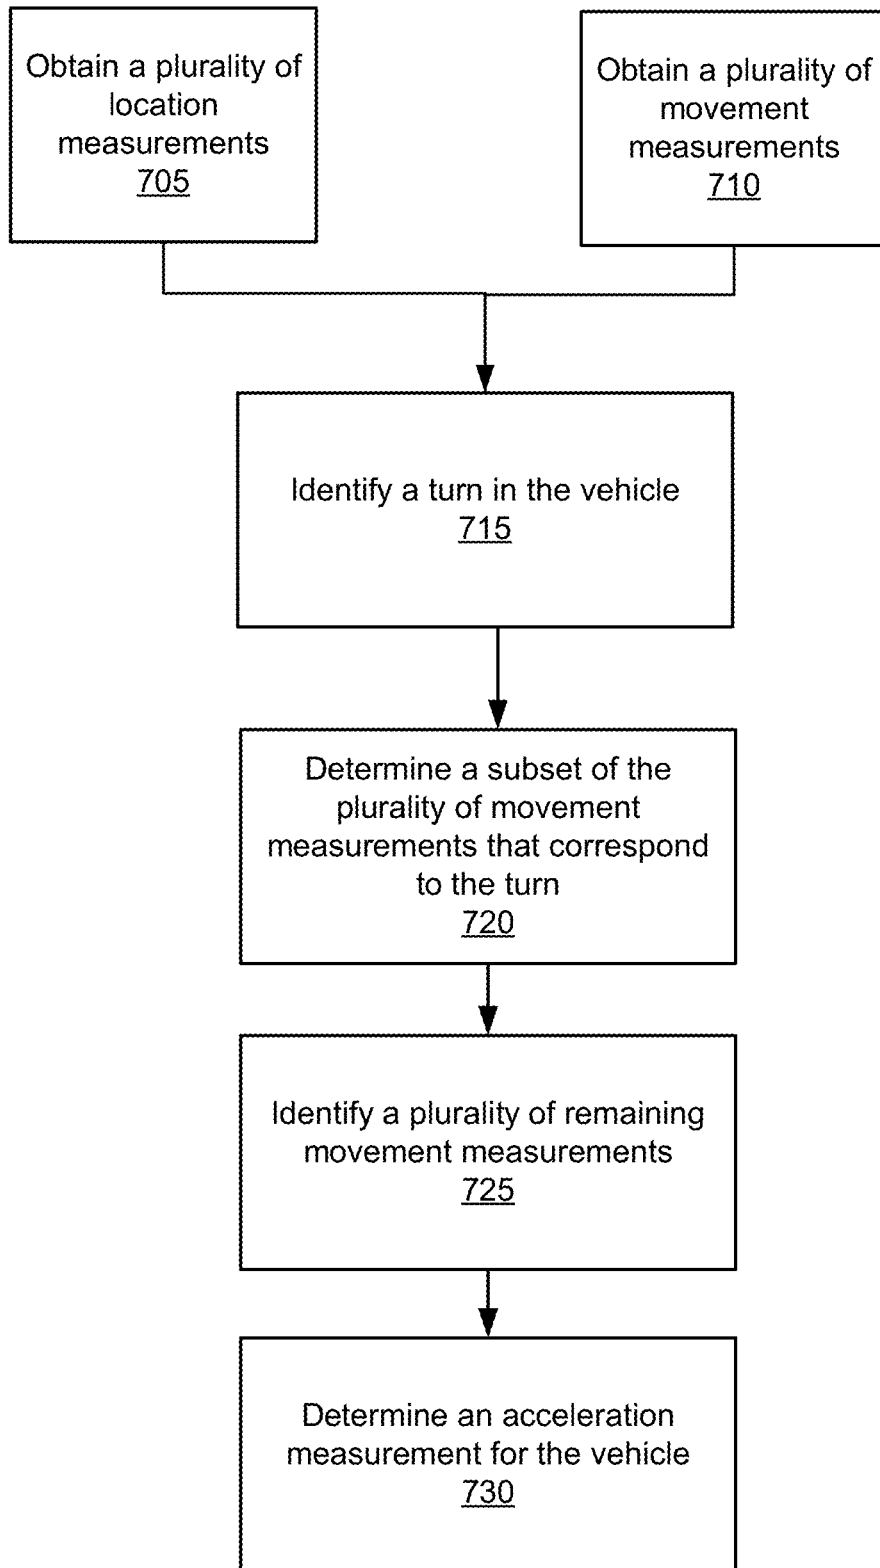 Obtain a plurality of
location
measurements
705
Obtain a plurality of
movement
measurements
710
Identify a turn in the vehicle
715
Determine a subset of the
plurality of movement
measurements that correspond
to the turn
720
Identify a plurality of remaining
movement measurements
725
Determine an acceleration
measurement for the vehicle
730